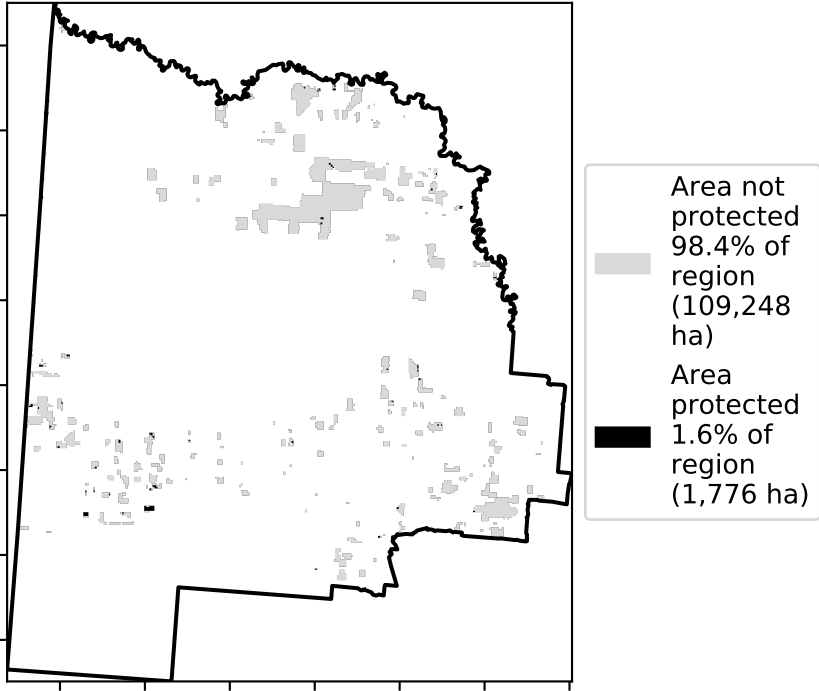 Area not
protected
98.4% of
region
(109,248
ha)
Area
protected
1.6% of
region
(1,776 ha)